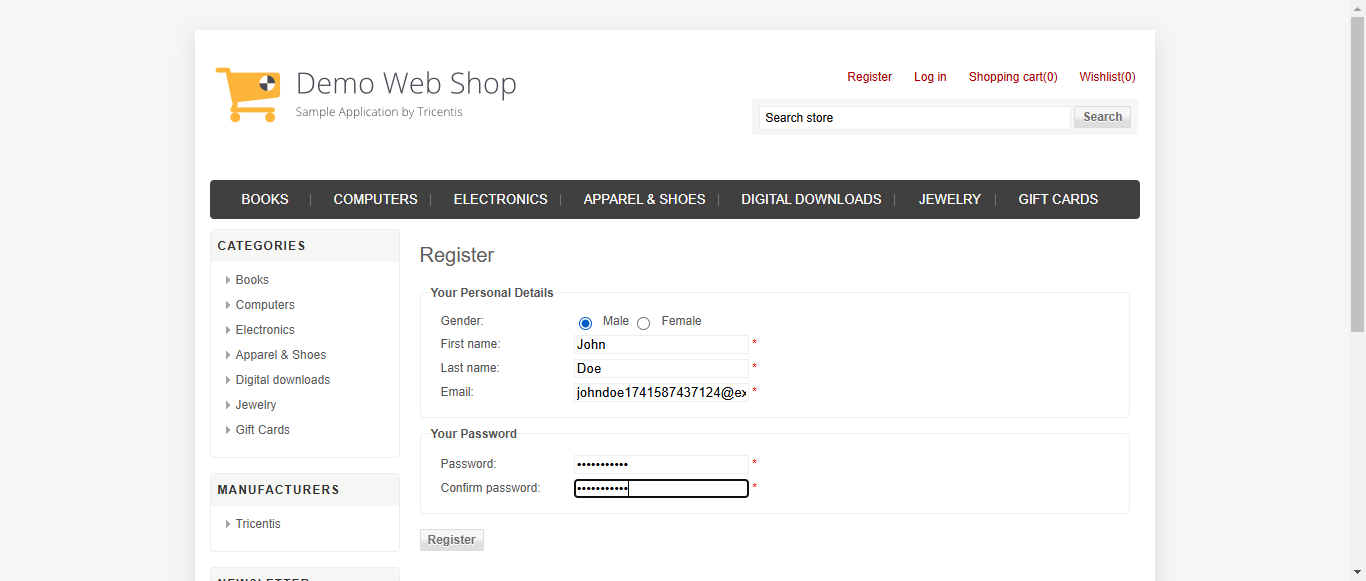 Demo Web Shop
Sample Application by Tricentis
Register Log in Shopping cart(0) Wishlist(0)
Search store Search
BOOKS COMPUTERS ELECTRONICS APPAREL & SHOES DIGITAL DOWNLOADS JEWELRY GIFT CARDS
CATEGORIES
Books
Computers
Electronics
Apparel & Shoes
Digital downloads
Jewelry
Gift Cards
MANUFACTURERS
Tricentis
NEWSLETTER
Register
Your Personal Details
Gender: Male Female
First name: John *
Last name: Doe *
Email: johndoe1741587437124@ex *
Your Password
Password: ••••••••••• *
Confirm password: ••••••••••• *
Register